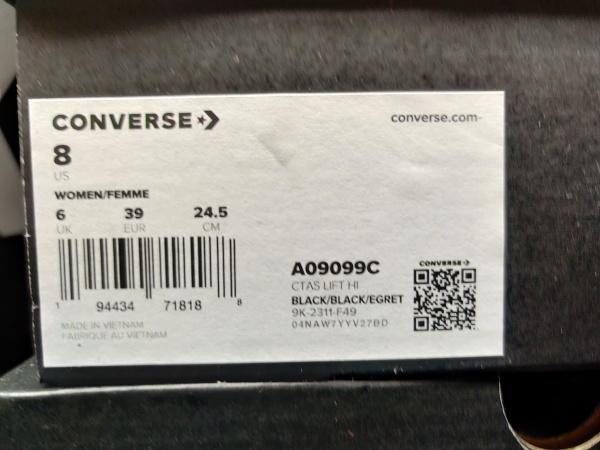 CONVERSE
converse.com
8
US
WOMEN/FEMME
6 39 24.5
UK EUR CM
1 94434 71818 8
MADE IN VIETNAM
FABRIQUÉ AU VIETNAM
A09099C
CTAS LIFT HI
BLACK/BLACK/EGRET
9K-2311-F49
04NAW7YYV27BD
CONVERSE